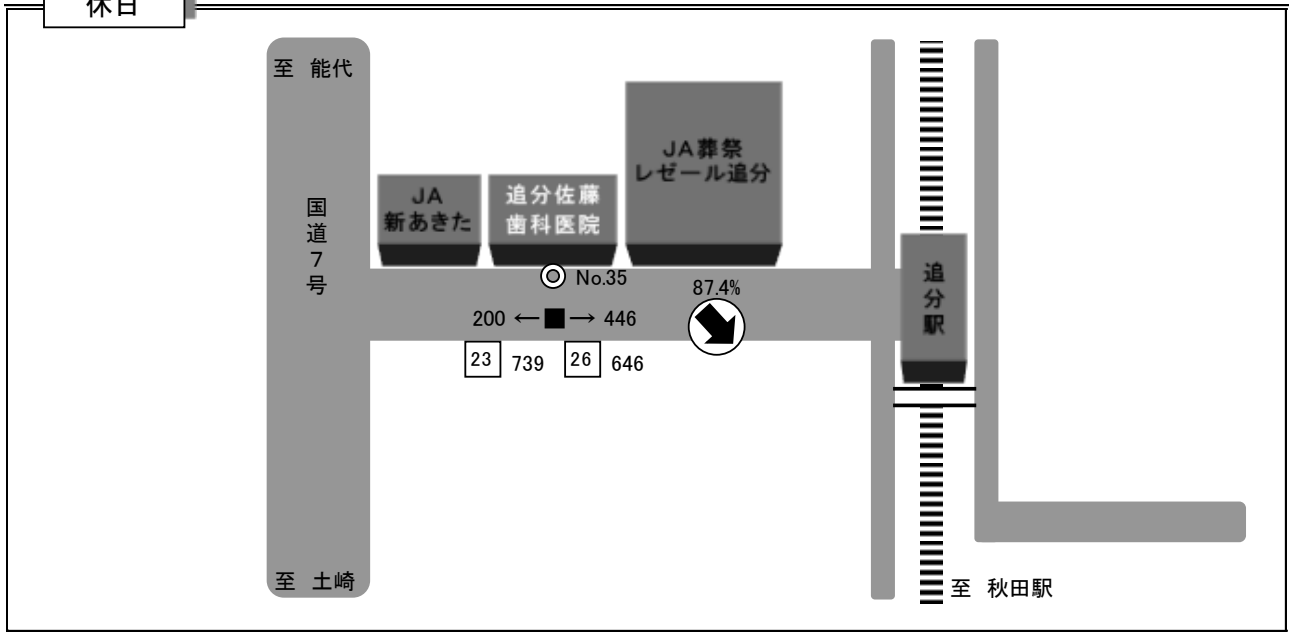 休日
至 能代
国道7号
JA
新あきた
追分佐藤
歯科医院
JA葬祭
レゼール追分
追分駅
No.35
87.4%
200 ←■→ 446
23 739 26 646
至 土崎
至 秋田駅